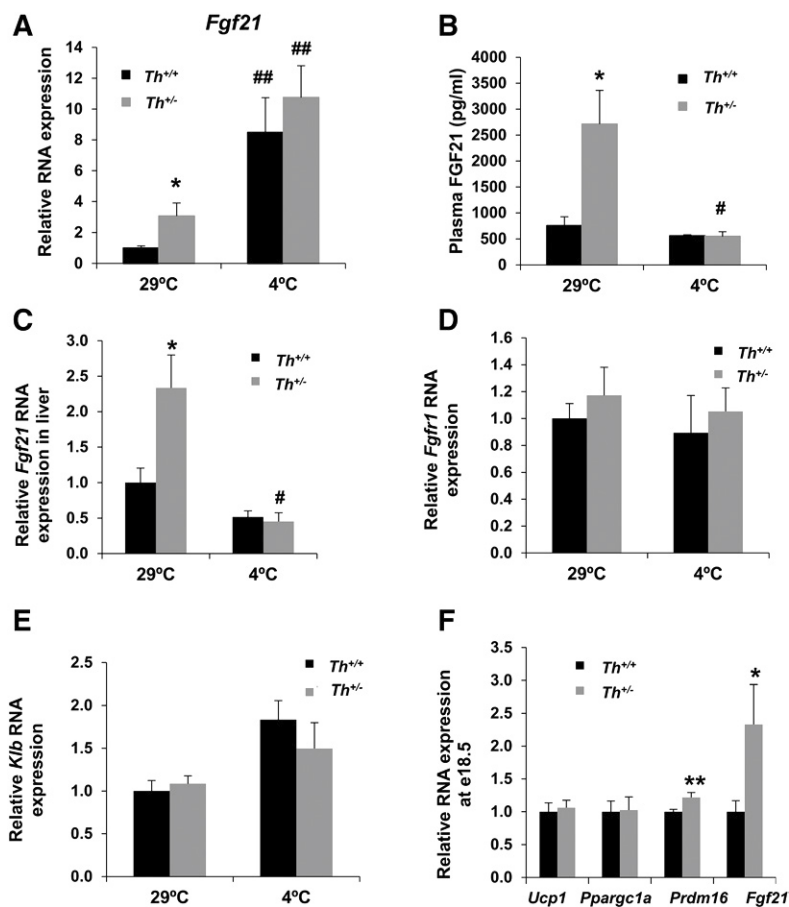 A
Fgf21
Relative RNA expression
16
14
12
10
8
6
4
2
0
Th+/+
Th+/-
*
##
##
29ºC
4ºC
B
Plasma FGF21 (pg/ml)
4000
3500
3000
2500
2000
1500
1000
500
0
*
Th+/+
Th+/-
#
29ºC
4ºC
C
Relative Fgf21 RNA
expression in liver
3.0
2.5
2.0
1.5
1.0
0.5
0.0
*
Th+/+
Th+/-
#
29ºC
4ºC
D
Relative Fgfr1 RNA
expression
1.6
1.4
1.2
1.0
0.8
0.6
0.4
0.2
0.0
Th+/+
Th+/-
29ºC
4ºC
E
Relative Klb RNA
expression
2.5
2.0
1.5
1.0
0.5
0.0
Th+/+
Th+/-
29ºC
4ºC
F
Relative RNA expression
at e18.5
3.5
3.0
2.5
2.0
1.5
1.0
0.5
0.0
Th+/+
Th+/-
**
*
Ucp1 Ppargc1a Prdm16 Fgf21